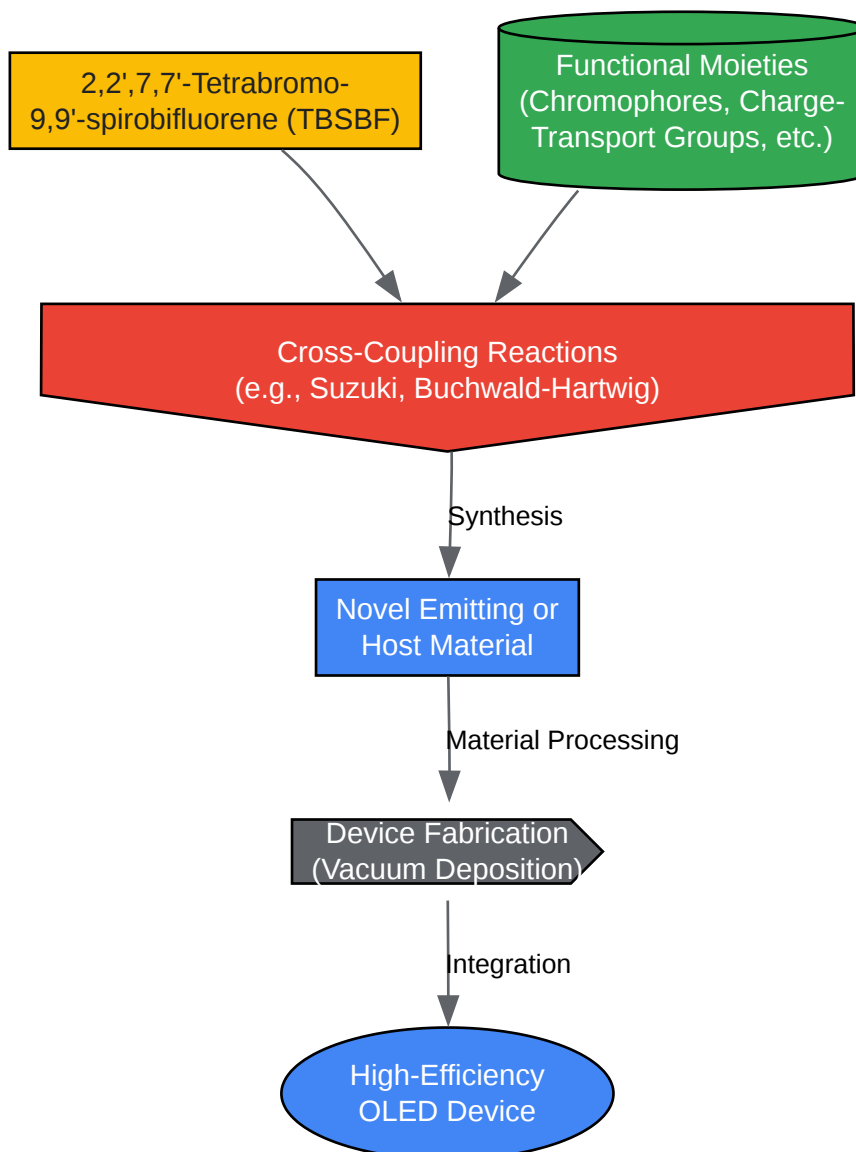 2,2',7,7'-Tetrabromo-
9,9'-spirobifluorene (TBSBF)
Functional Moieties
(Chromophores, Charge-
Transport Groups, etc.)
Cross-Coupling Reactions
(e.g., Suzuki, Buchwald-Hartwig)
Synthesis
Novel Emitting or
Host Material
Material Processing
Device Fabrication
(Vacuum Deposition)
Integration
High-Efficiency
OLED Device